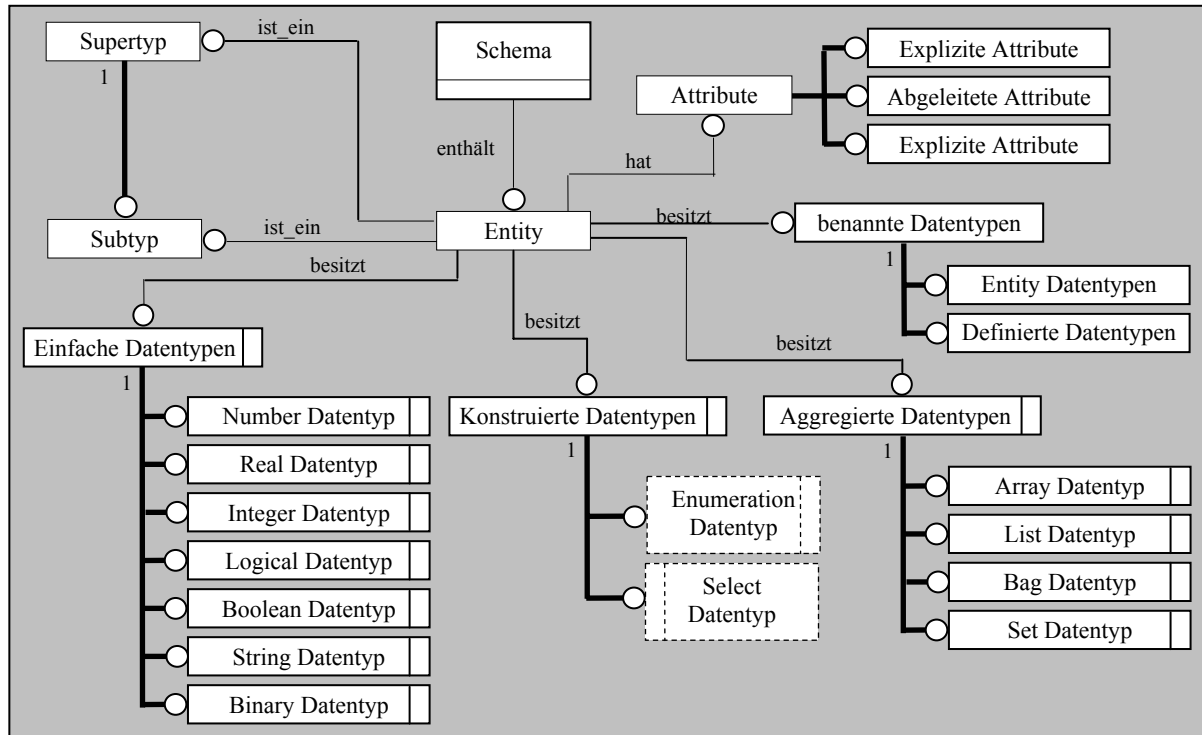 Supertyp
ist_ein
Schema
Explizite Attribute
1
Attribute
Abgeleitete Attribute
Explizite Attribute
enthält
hat
Subtyp
ist_ein
Entity
besitzt
benannte Datentypen
1
Entity Datentypen
Definierte Datentypen
besitzt
Einfache Datentypen
1
Number Datentyp
Real Datentyp
Integer Datentyp
Logical Datentyp
Boolean Datentyp
String Datentyp
Binary Datentyp
besitzt
Konstruierte Datentypen
1
Enumeration
Datentyp
Select
Datentyp
besitzt
Aggregierte Datentypen
1
Array Datentyp
List Datentyp
Bag Datentyp
Set Datentyp